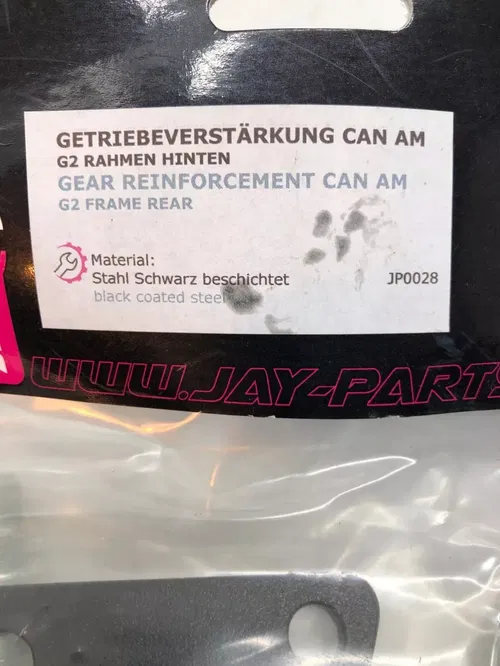 GETRIEBEVERSTÄRKUNG CAN AM
G2 RAHMEN HINTEN
GEAR REINFORCEMENT CAN AM
G2 FRAME REAR
Material:
Stahl Schwarz beschichtet JP0028
black coated steel
WWW.JAY-PARTS